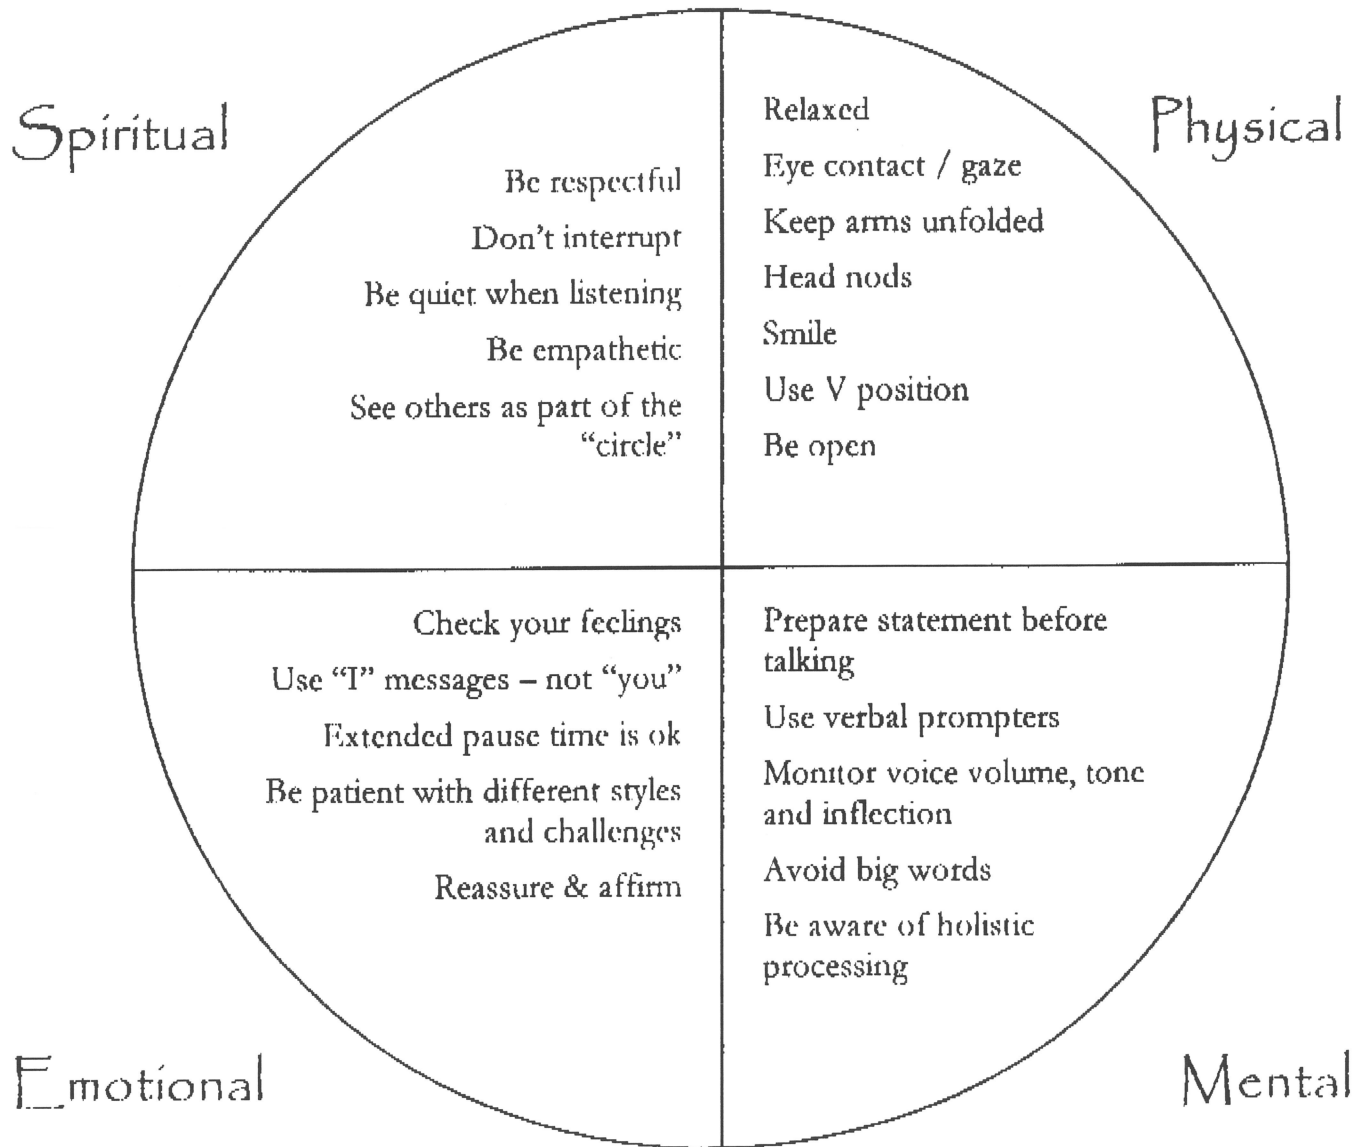 Spiritual
Be respectful
Don't interrupt
Be quiet when listening
Be empathetic
See others as part of the
"circle"
Physical
Relaxed
Eye contact / gaze
Keep arms unfolded
Head nods
Smile
Use V position
Be open
Check your feelings
Use "I" messages – not "you"
Extended pause time is ok
Be patient with different styles
and challenges
Reassure & affirm
Emotional
Prepare statement before
talking
Use verbal prompters
Monitor voice volume, tone
and inflection
Avoid big words
Be aware of holistic
processing
Mental